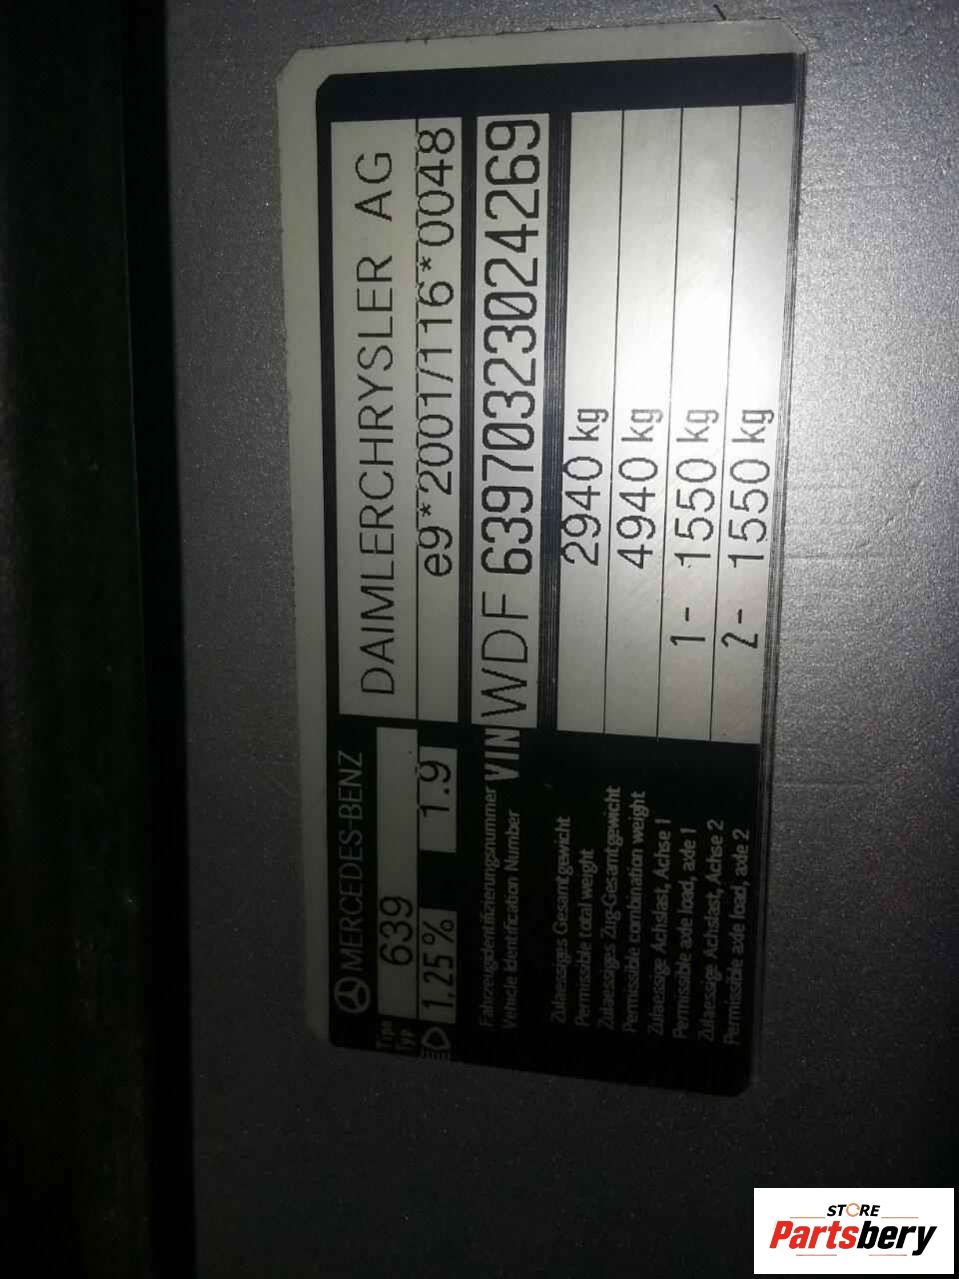 MERCEDES-BENZ
DAIMLERCHRYSLER AG
Type
Typ
639
e9*2001/116*0048
1.25%
1.9
Fahrzeugidentifizierungsnummer
Vehicle Identification Number
VIN
WDF 63970323024269
Zulaessiges Gesamtgewicht
Permissible total weight
2940 kg
Zulaessiges Zug-Gesamtgewicht
Permissible combination weight
4940 kg
Zulaessige Achslast, Achse 1
Permissible axle load, axle 1
1- 1550 kg
Zulaessige Achslast, Achse 2
Permissible axle load, axle 2
2- 1550 kg
STORE
Partsbery